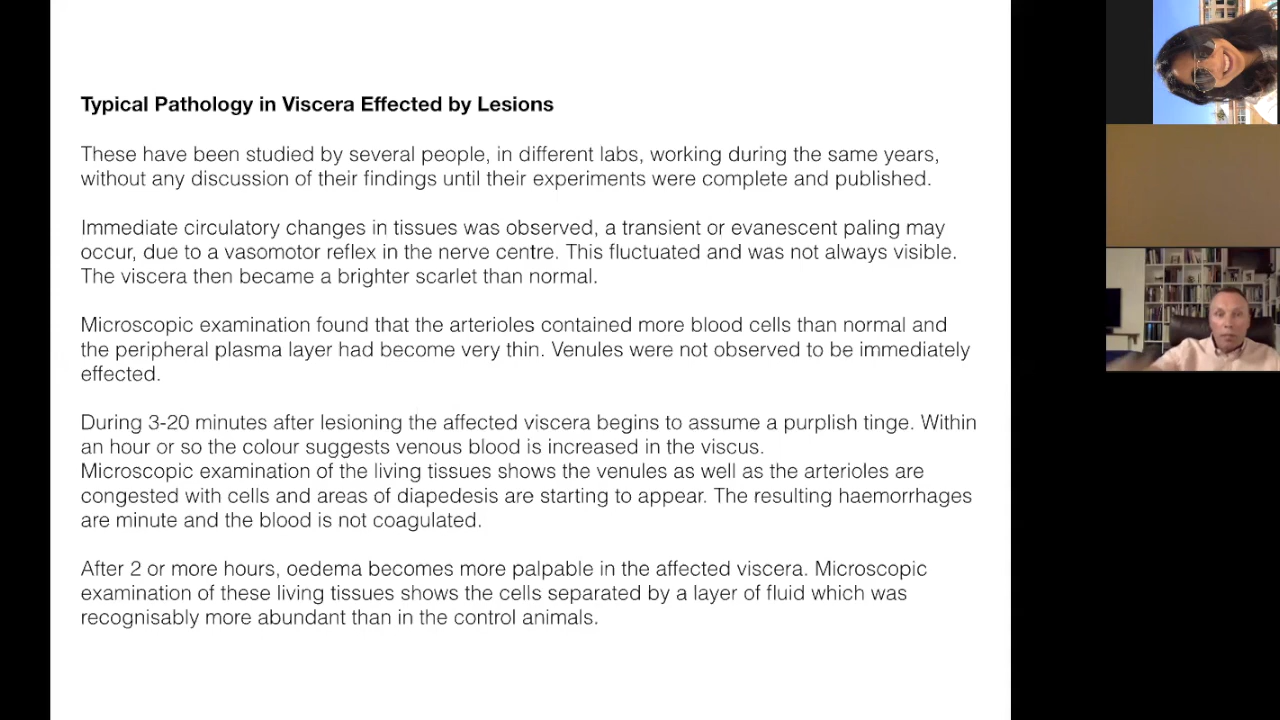 Typical Pathology in Viscera Effected by Lesions
These have been studied by several people, in different labs, working during the same years,
without any discussion of their findings until their experiments were complete and published.
Immediate circulatory changes in tissues was observed, a transient or evanescent paling may
occur, due to a vasomotor reflex in the nerve centre. This fluctuated and was not always visible.
The viscera then became a brighter scarlet than normal.
Microscopic examination found that the arterioles contained more blood cells than normal and
the peripheral plasma layer had become very thin. Venules were not observed to be immediately
effected.
During 3-20 minutes after lesioning the affected viscera begins to assume a purplish tinge. Within
an hour or so the colour suggests venous blood is increased in the viscus.
Microscopic examination of the living tissues shows the venules as well as the arterioles are
congested with cells and areas of diapedesis are starting to appear. The resulting haemorrhages
are minute and the blood is not coagulated.
After 2 or more hours, oedema becomes more palpable in the affected viscera. Microscopic
examination of these living tissues shows the cells separated by a layer of fluid which was
recognisably more abundant than in the control animals.